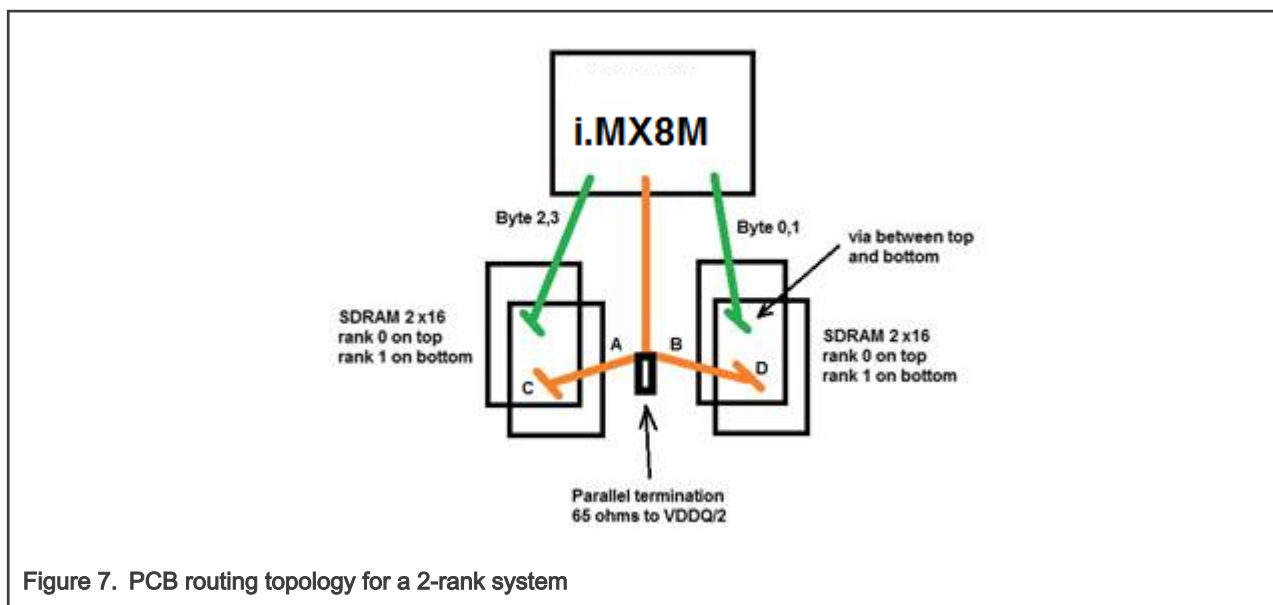 i.MX8M
Byte 2,3
Byte 0,1
via between top
and bottom
SDRAM 2 x16
rank 0 on top
rank 1 on bottom
A
B
C
D
SDRAM 2 x16
rank 0 on top
rank 1 on bottom
Parallel termination
65 ohms to VDDQ/2
Figure 7. PCB routing topology for a 2-rank system